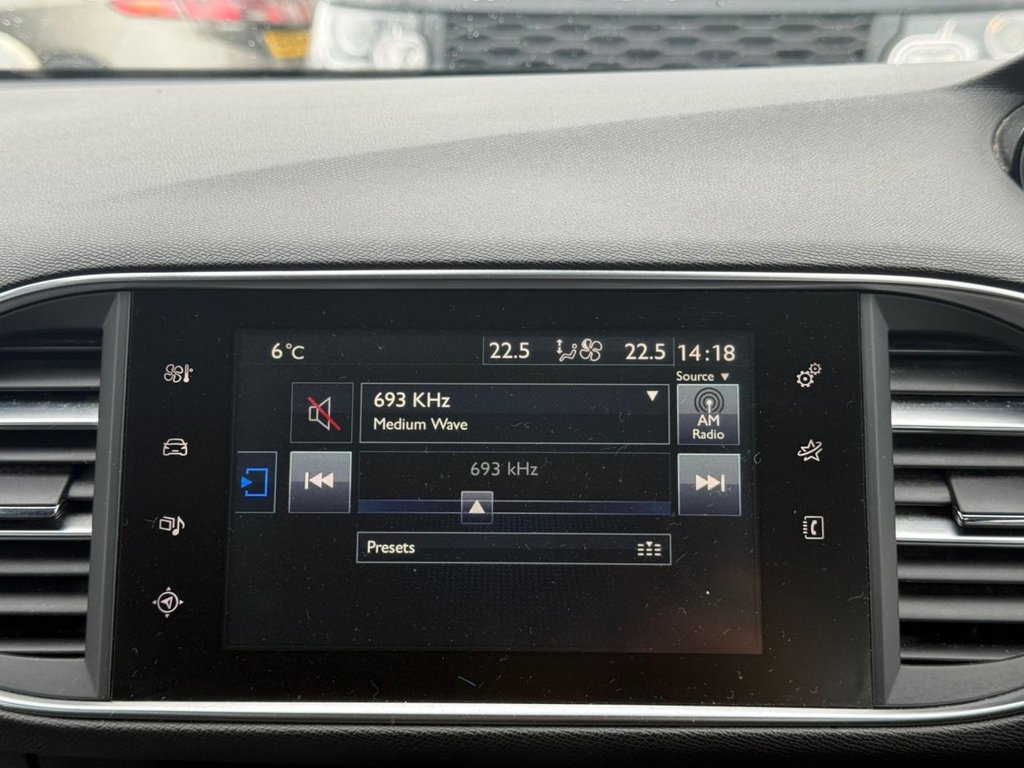 6°C 22.5 22.5 14:18
Source
693 KHz
Medium Wave
AM
Radio
693 kHz
Presets